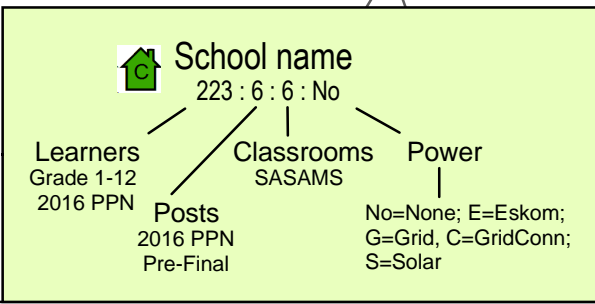 C
School name
223 : 6 : 6 : No
Learners
Grade 1-12
2016 PPN
Posts
2016 PPN
Pre-Final
Classrooms
SASAMS
Power
No=None; E=Eskom;
G=Grid, C=GridConn;
S=Solar